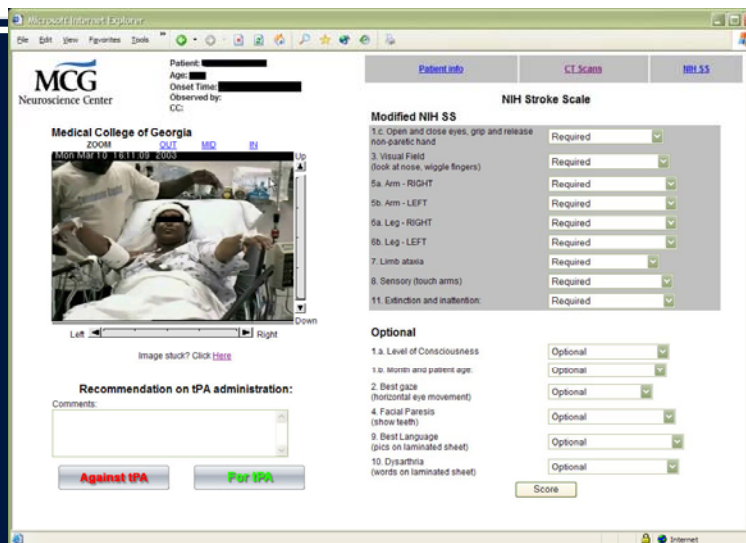 Microsoft Internet Explorer
File Edit View Favorites Tools
MCG
Neuroscience Center
Patient:
Age:
Onset Time:
Observed by:
CC:
Patient info
CT Scans
NIH SS
Medical College of Georgia
ZOOM OUT MID IN
Mon Mar 10 16:11:09 2003
Up
Down
Left
Right
Image stuck? Click Here
Recommendation on tPA administration:
Comments:
Against tPA
For tPA
NIH Stroke Scale
Modified NIH SS
1.c. Open and close eyes, grip and release
non-paretic hand
Required
3. Visual Field
(look at nose, wiggle fingers)
Required
5a. Arm - RIGHT
Required
5b. Arm - LEFT
Required
6a. Leg - RIGHT
Required
6b. Leg - LEFT
Required
7. Limb ataxia
Required
8. Sensory (touch arms)
Required
11. Extinction and inattention:
Required
Optional
1.a. Level of Consciousness
Optional
1.b. Month and patient age:
Optional
2. Best gaze
(horizontal eye movement)
Optional
4. Facial Paresis
(show teeth)
Optional
9. Best Language
(pics on laminated sheet)
Optional
10. Dysarthria
(words on laminated sheet)
Optional
Score
Internet